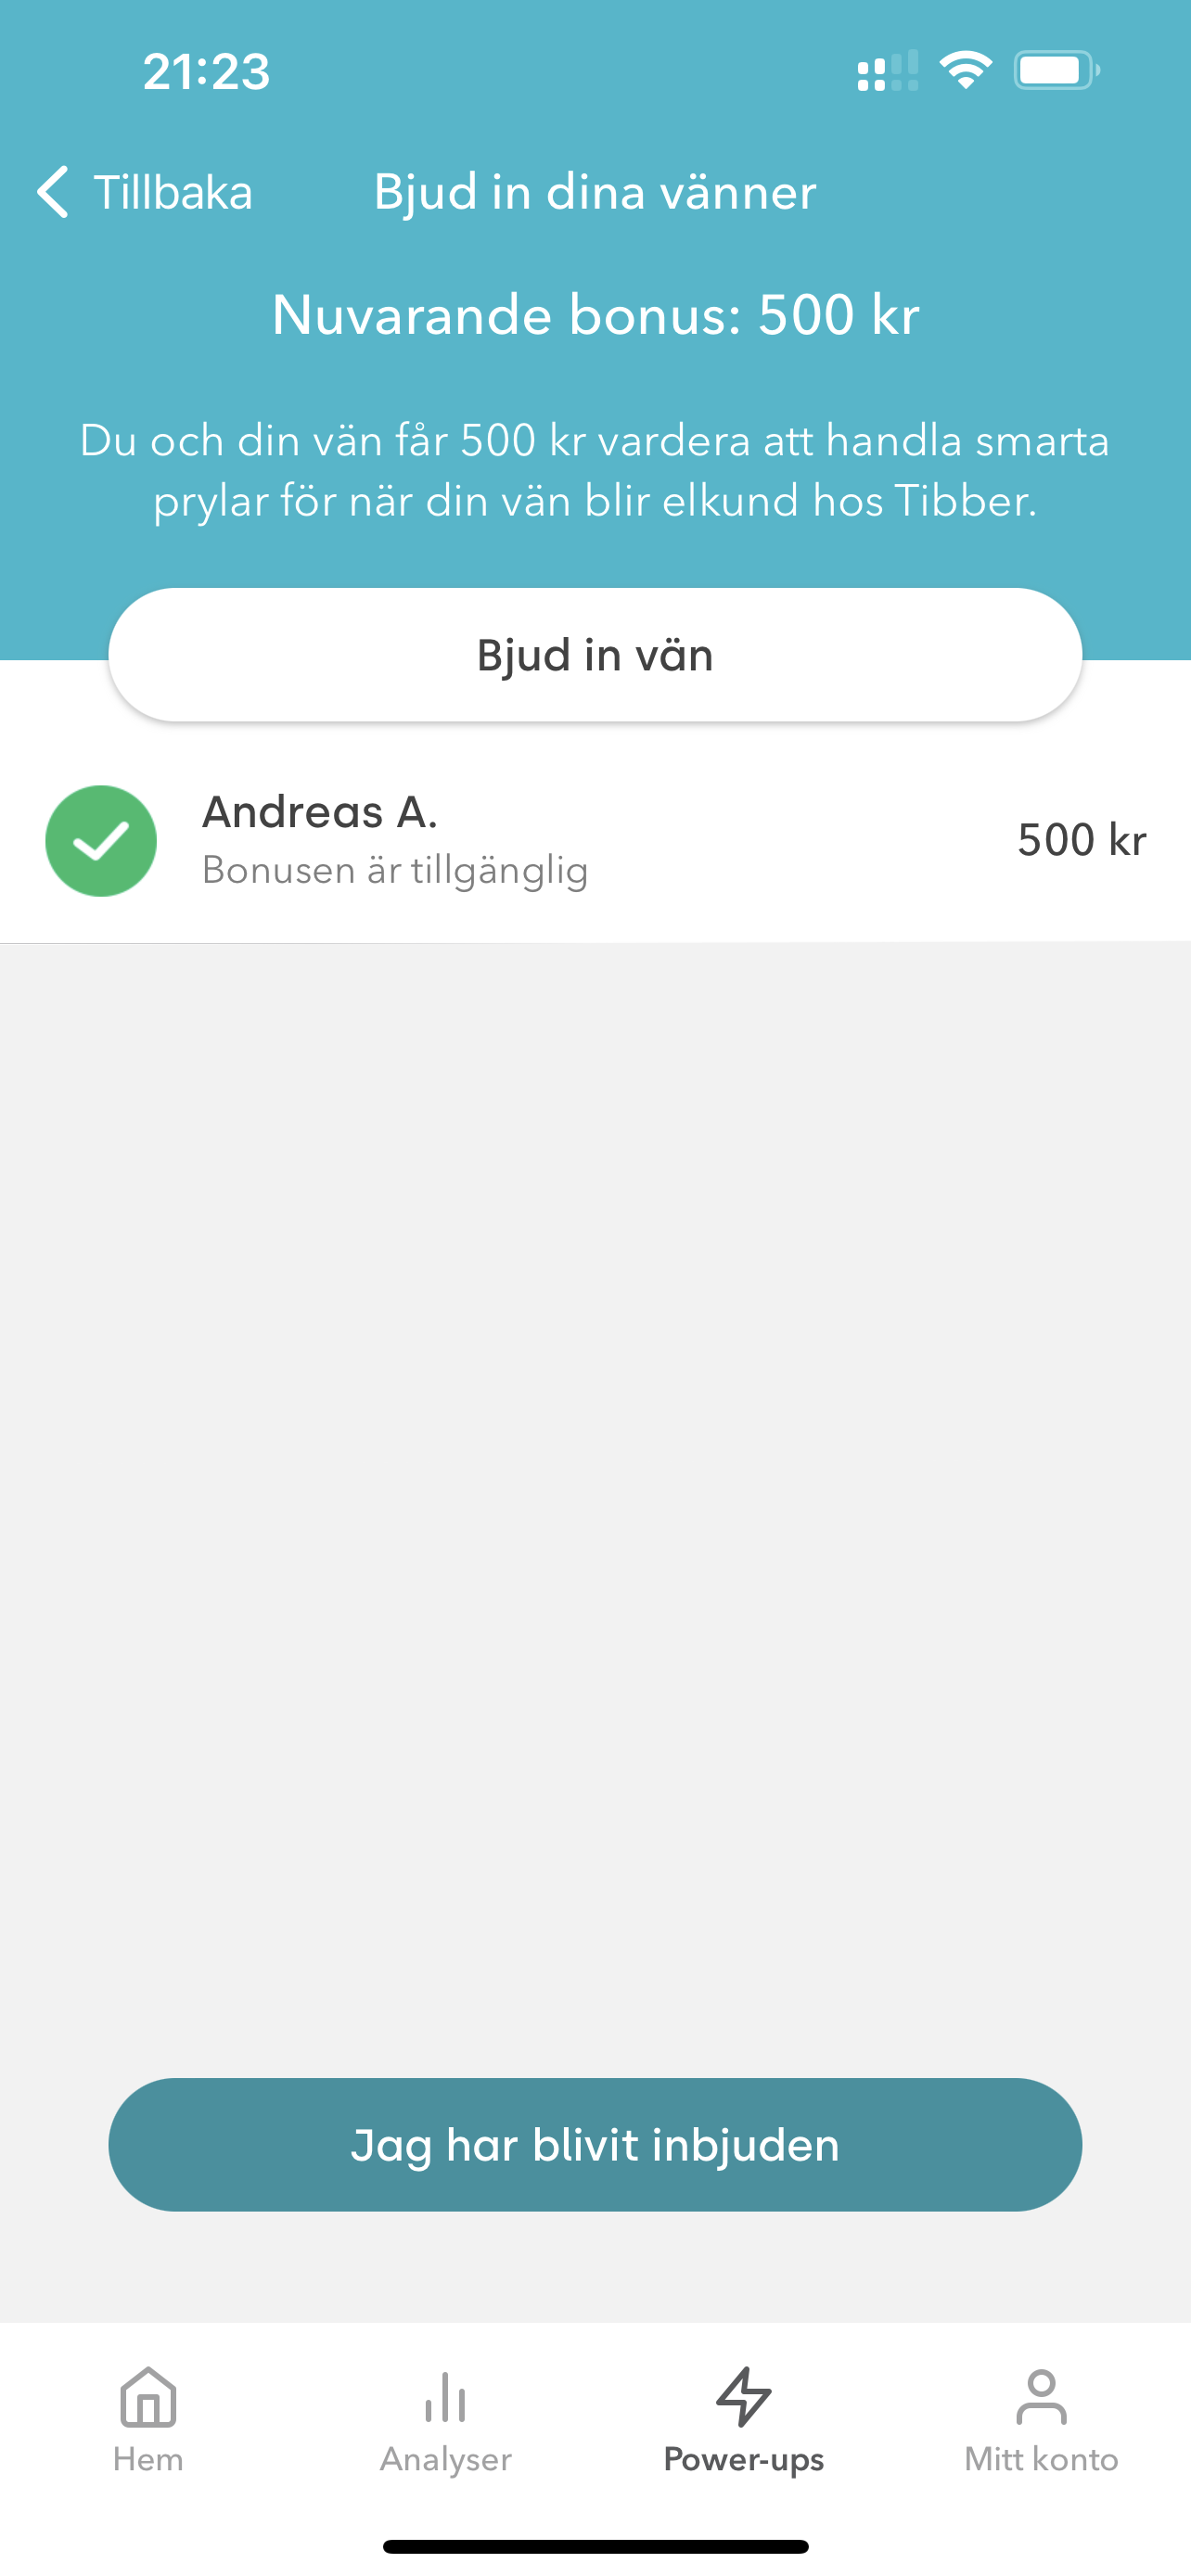 21:23
Tillbaka
Bjud in dina vänner
Nuvarande bonus: 500 kr
Du och din vän får 500 kr vardera att handla smarta
prylar för när din vän blir elkund hos Tibber.
Bjud in vän
Andreas A.
Bonusen är tillgänglig
500 kr
Jag har blivit inbjuden
Hem
Analyser
Power-ups
Mitt konto